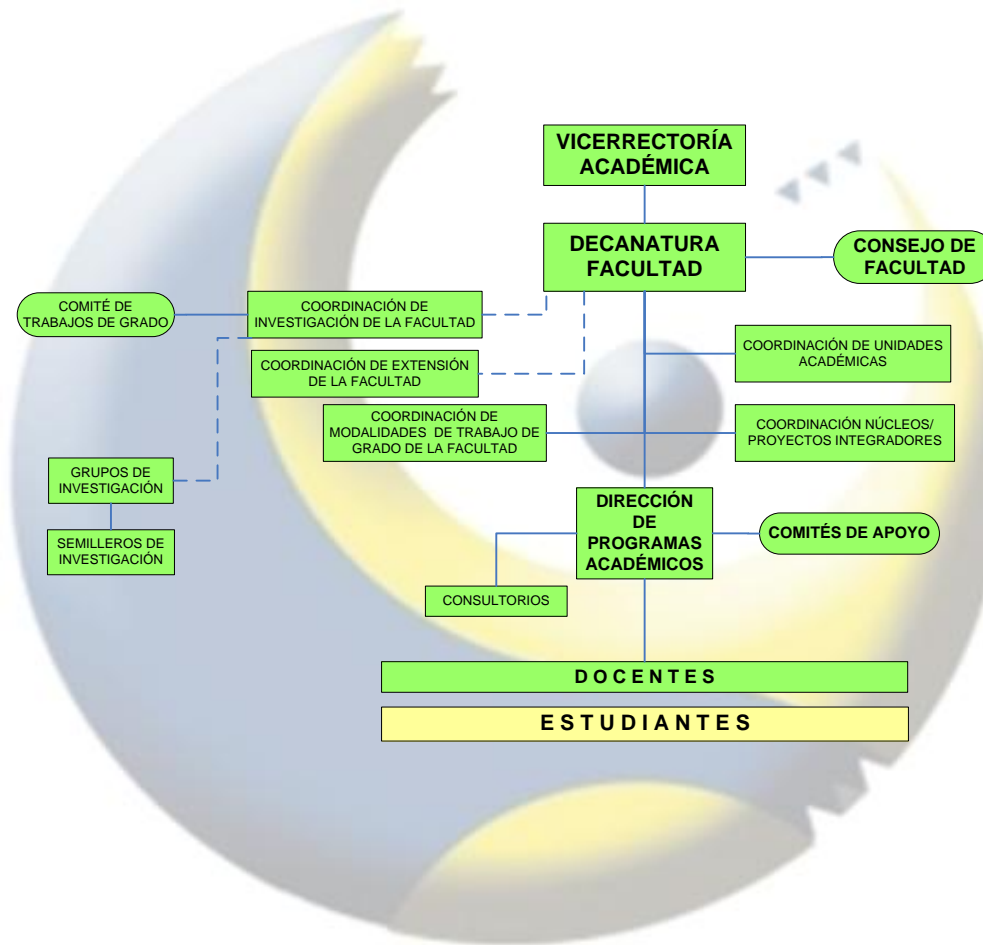 VICERRECTORÍA
ACADÉMICA
DECANATURA
FACULTAD
CONSEJO DE
FACULTAD
COMITÉ DE
TRABAJOS DE GRADO
COORDINACIÓN DE
INVESTIGACIÓN DE LA FACULTAD
COORDINACIÓN DE UNIDADES
ACADÉMICAS
COORDINACIÓN DE EXTENSIÓN
DE LA FACULTAD
COORDINACIÓN DE
MODALIDADES DE TRABAJO DE
GRADO DE LA FACULTAD
COORDINACIÓN NÚCLEOS/
PROYECTOS INTEGRADORES
GRUPOS DE
INVESTIGACIÓN
SEMILLEROS DE
INVESTIGACIÓN
DIRECCIÓN
DE
PROGRAMAS
ACADÉMICOS
COMITÉS DE APOYO
CONSULTORIOS
D O C E N T E S
E S T U D I A N T E S